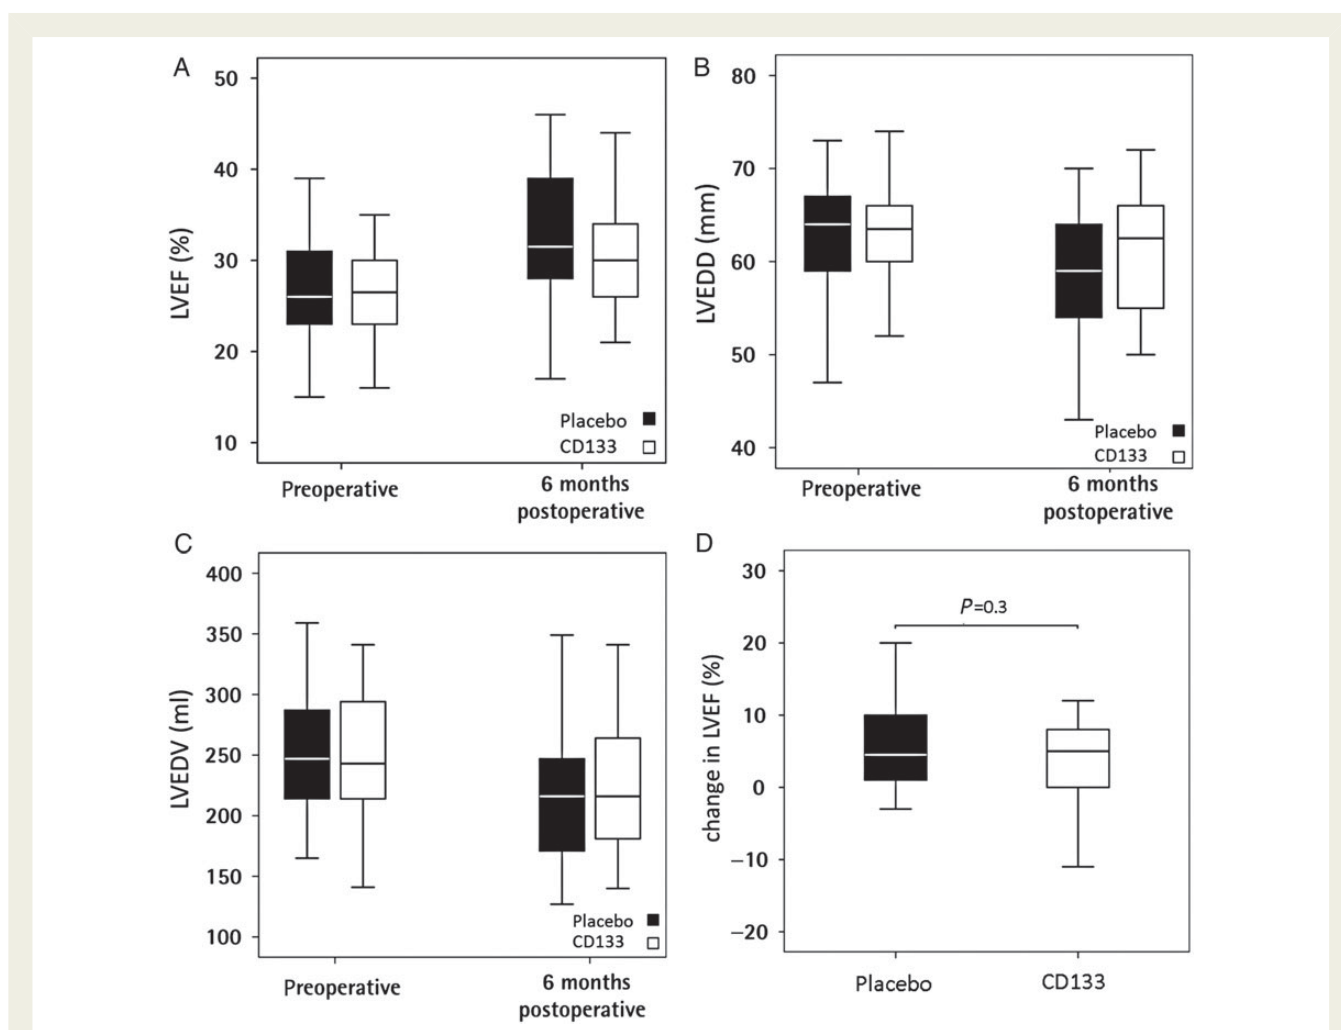 A
50
40
30
20
10
LVEF (%)
Placebo
CD133
Preoperative
6 months
postoperative
B
80
70
60
50
40
LVEDD (mm)
Placebo
CD133
Preoperative
6 months
postoperative
C
400
350
300
250
200
150
100
LVEDV (ml)
Placebo
CD133
Preoperative
6 months
postoperative
D
30
20
10
0
−10
−20
change in LVEF (%)
P=0.3
Placebo
CD133